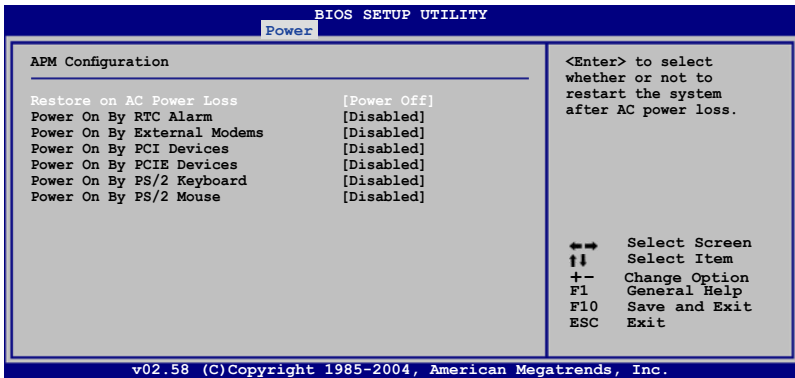 BIOS SETUP UTILITY
Power
APM Configuration
Restore on AC Power Loss [Power Off]
Power On By RTC Alarm [Disabled]
Power On By External Modems [Disabled]
Power On By PCI Devices [Disabled]
Power On By PCIE Devices [Disabled]
Power On By PS/2 Keyboard [Disabled]
Power On By PS/2 Mouse [Disabled]
<Enter> to select
whether or not to
restart the system
after AC power loss.
←→ Select Screen
↑↓ Select Item
+- Change Option
F1 General Help
F10 Save and Exit
ESC Exit
v02.58 (C)Copyright 1985-2004, American Megatrends, Inc.